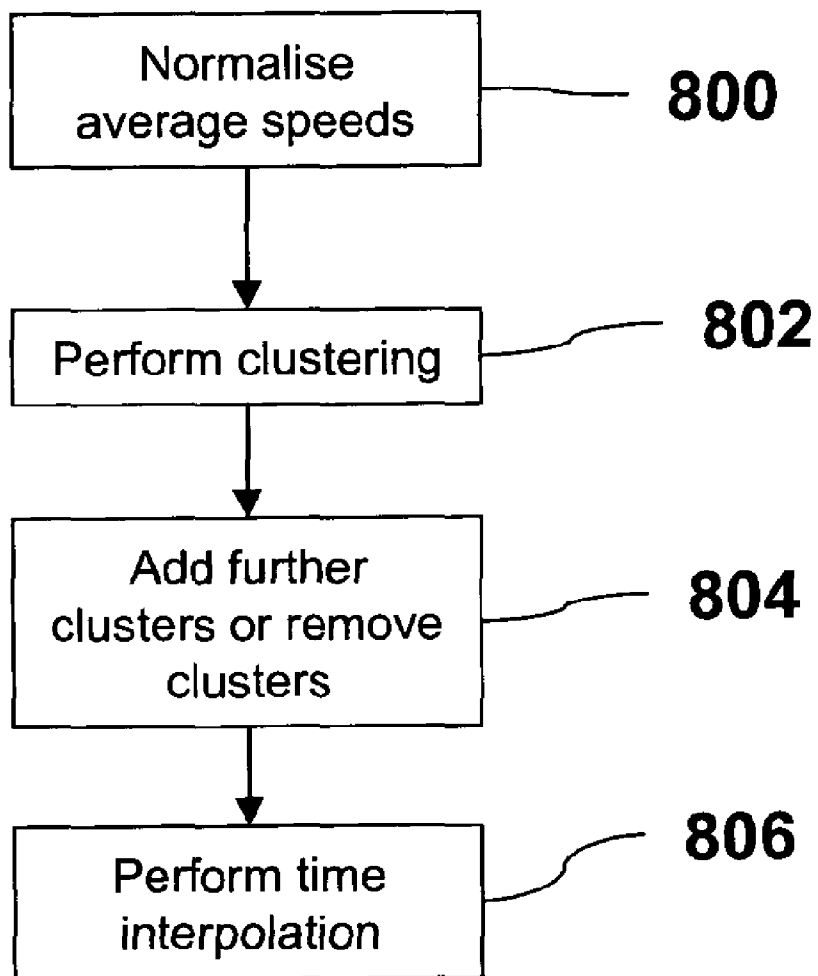 Normalise
average speeds
800
Perform clustering
802
Add further
clusters or remove
clusters
804
Perform time
interpolation
806